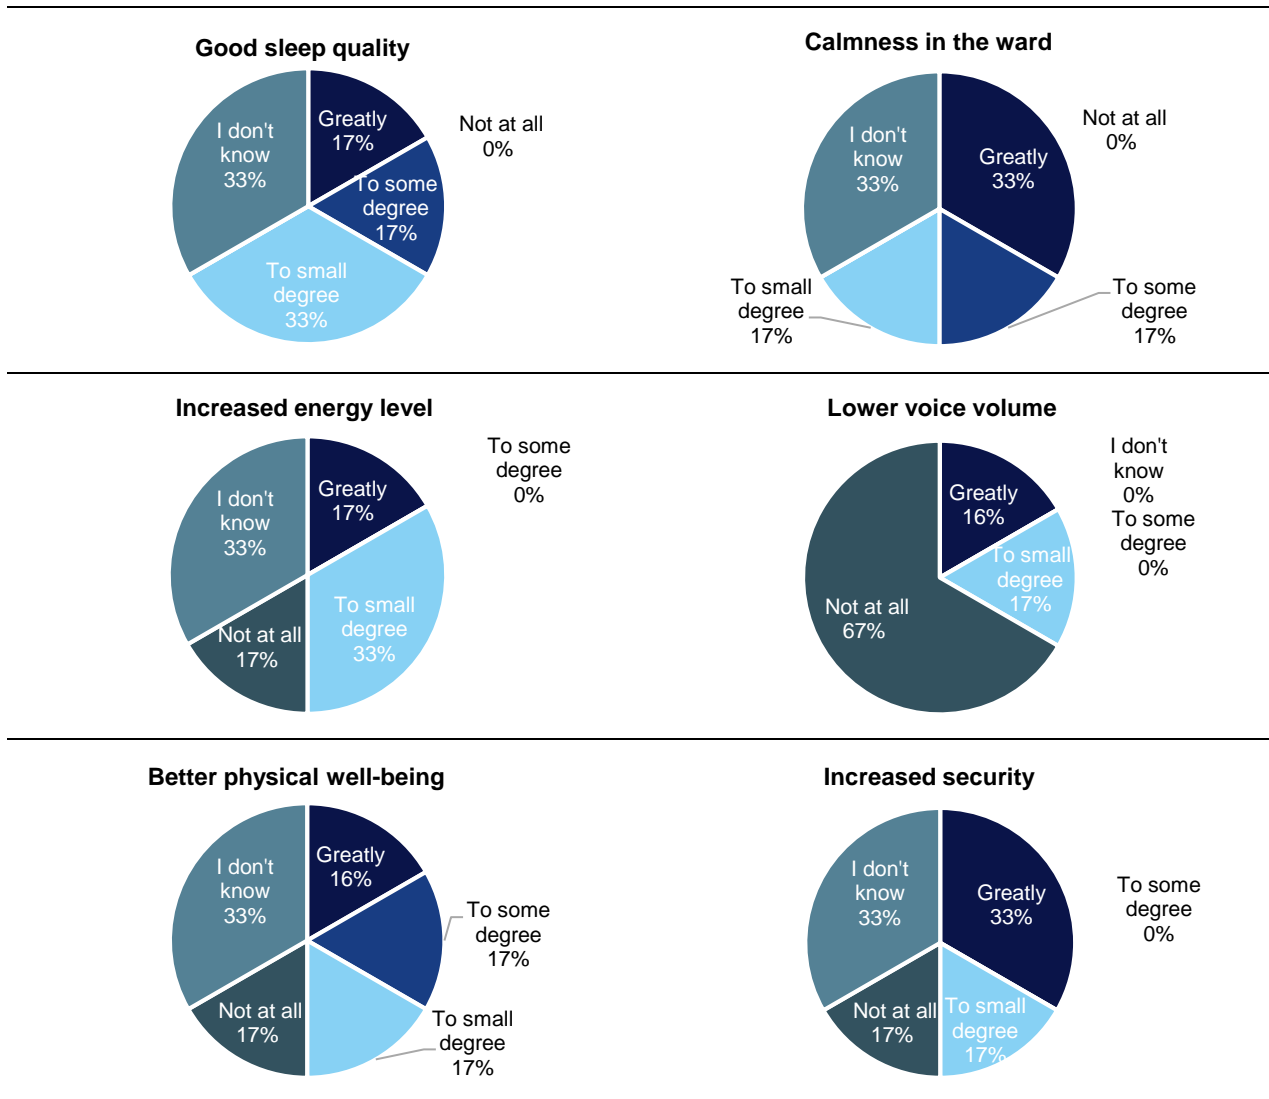 Good sleep quality
Greatly
17%
Not at all
0%
To some
degree
17%
To small
degree
33%
I don't
know
33%
Calmness in the ward
Greatly
33%
Not at all
0%
To some
degree
17%
To small
degree
17%
I don't
know
33%
Increased energy level
Greatly
17%
To some
degree
0%
To small
degree
33%
Not at all
17%
I don't
know
33%
Lower voice volume
Greatly
16%
I don't
know
0%
To some
degree
0%
To small
degree
17%
Not at all
67%
Better physical well-being
Greatly
16%
To some
degree
17%
To small
degree
17%
Not at all
17%
I don't
know
33%
Increased security
Greatly
33%
To some
degree
0%
To small
degree
17%
Not at all
17%
I don't
know
33%